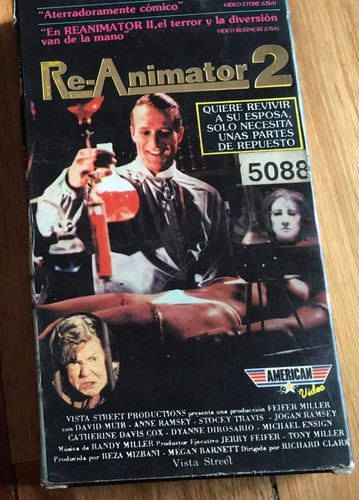 "Aterradoramente cómico" VIDEO STORE (USA)
"En REANIMATOR II,el terror y la diversión
van de la mano" VIDEO BUSINESS (USA)
Re-Animator 2
QUIERE REVIVIR
A SU ESPOSA,
SOLO NECESITA
UNAS PARTES
DE REPUESTO
5088
AMERICAN
Video
VISTA STREET PRODUCTIONS presenta una producción FEIFER MILLER
con DAVID MUIR - ANNE RAMSEY - STOCEY TRAVIS - JOGAN RAMSEY
CATHERINE DAVIS COX - DYANNE DIROSARIO - MICHAEL ENSIGN
Música de RANDY MILLER Productor Ejecutivo JERRY FEIFER - TONY MILLER
Producida por REZA MIZBANI - MEGAN BARNETT Dirigida por RICHARD CLARK
Vista Street